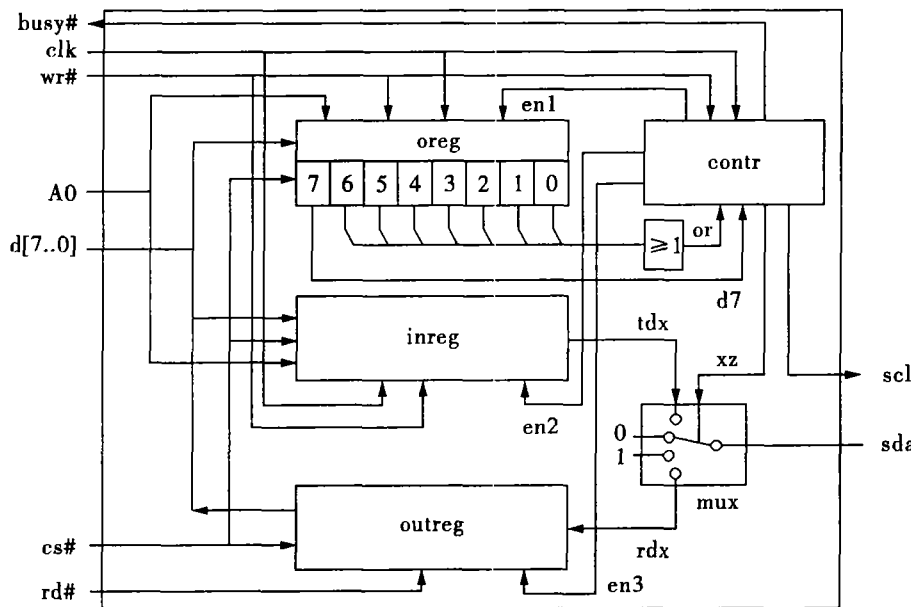 busy#
clk
wr#
en1
oreg
contr
7 6 5 4 3 2 1 0
A0
or
d[7..0]
≥1
d7
tdx
inreg
xz
scl
en2
0
sda
1
mux
outreg
rdx
cs#
en3
rd#